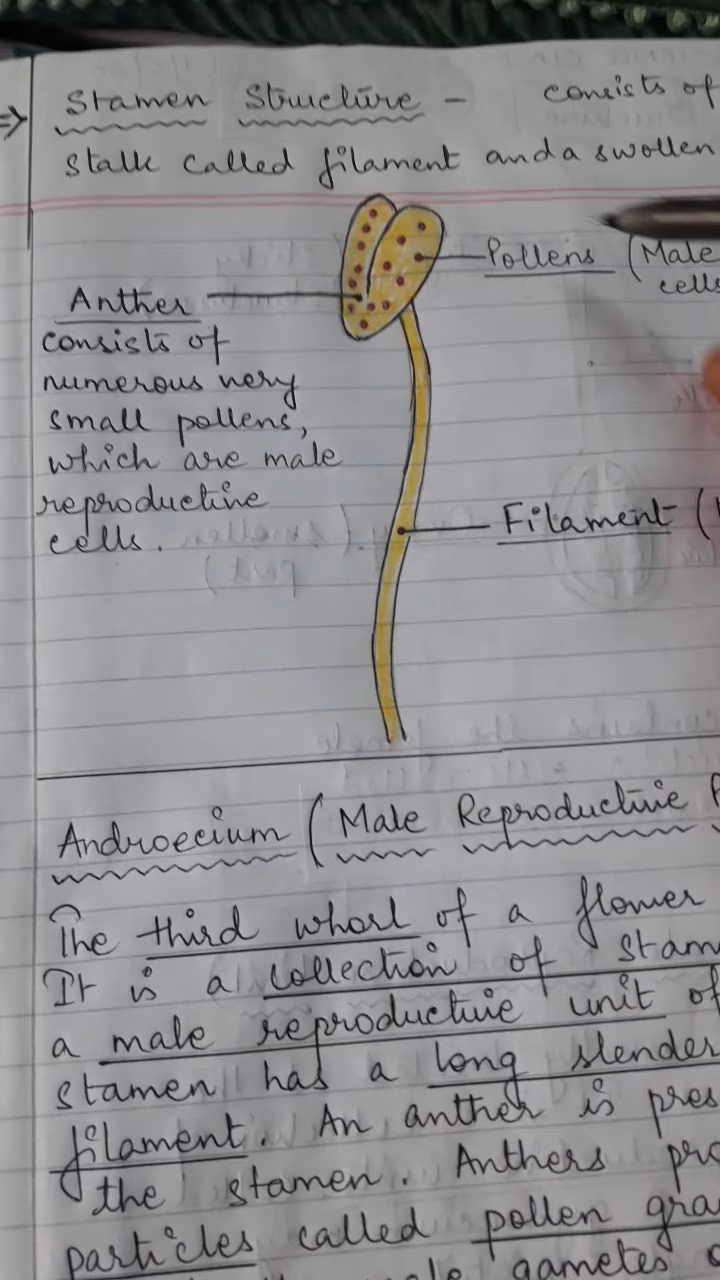 => Stamen Structure - consists of
stalk called filament and a swollen
Pollens (Male
cells
Anther
consists of
numerous very
small pollens,
which are male
reproductive
cells.
Filament (
Androecium (Male Reproductive
The third whorl of a flower
It is a collection of stam
a male reproductive unit of
stamen has a long slender
filament. An anther is pres
the stamen. Anthers pro
particles called pollen gra
gametes